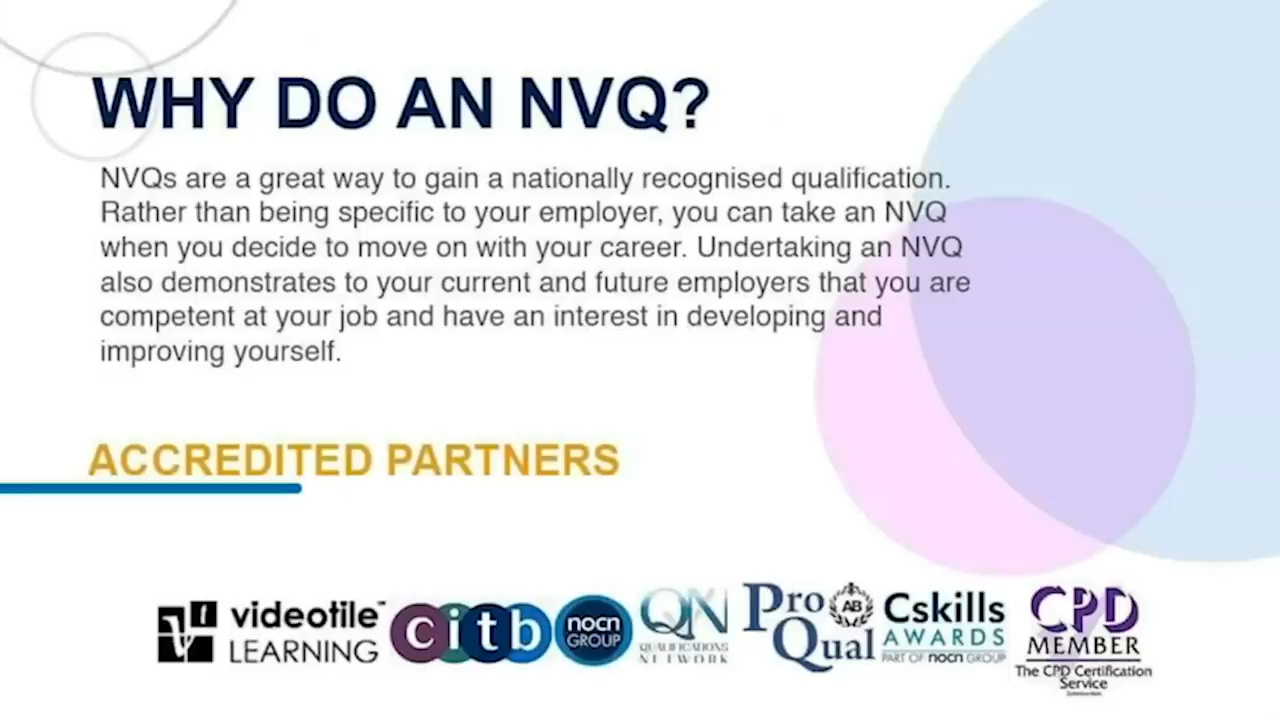 WHY DO AN NVQ?
NVQs are a great way to gain a nationally recognised qualification.
Rather than being specific to your employer, you can take an NVQ
when you decide to move on with your career. Undertaking an NVQ
also demonstrates to your current and future employers that you are
competent at your job and have an interest in developing and
improving yourself.
ACCREDITED PARTNERS
videotile™
LEARNING
citb
nocn
GROUP
QN
QUALIFICATIONS
NETWORK
Pro
AB
Qual
Cskills
AWARDS
PART OF nocn GROUP
CPD
MEMBER
The CPD Certification
Service